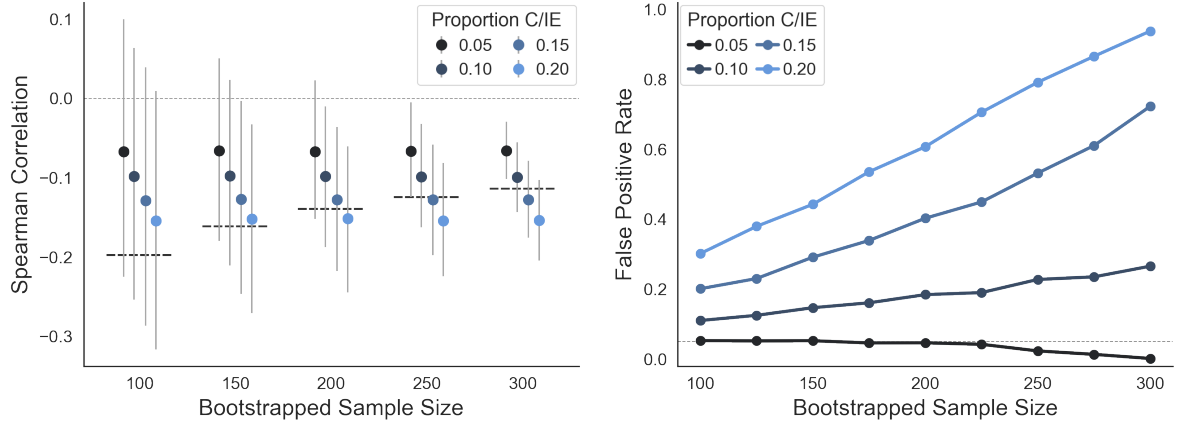 Proportion C/IE
0.05 0.15
0.10 0.20
0.1
0.0
−0.1
−0.2
−0.3
Spearman Correlation
100 150 200 250 300
Bootstrapped Sample Size
Proportion C/IE
0.05 0.15
0.10 0.20
1.0
0.8
0.6
0.4
0.2
0.0
False Positive Rate
100 150 200 250 300
Bootstrapped Sample Size